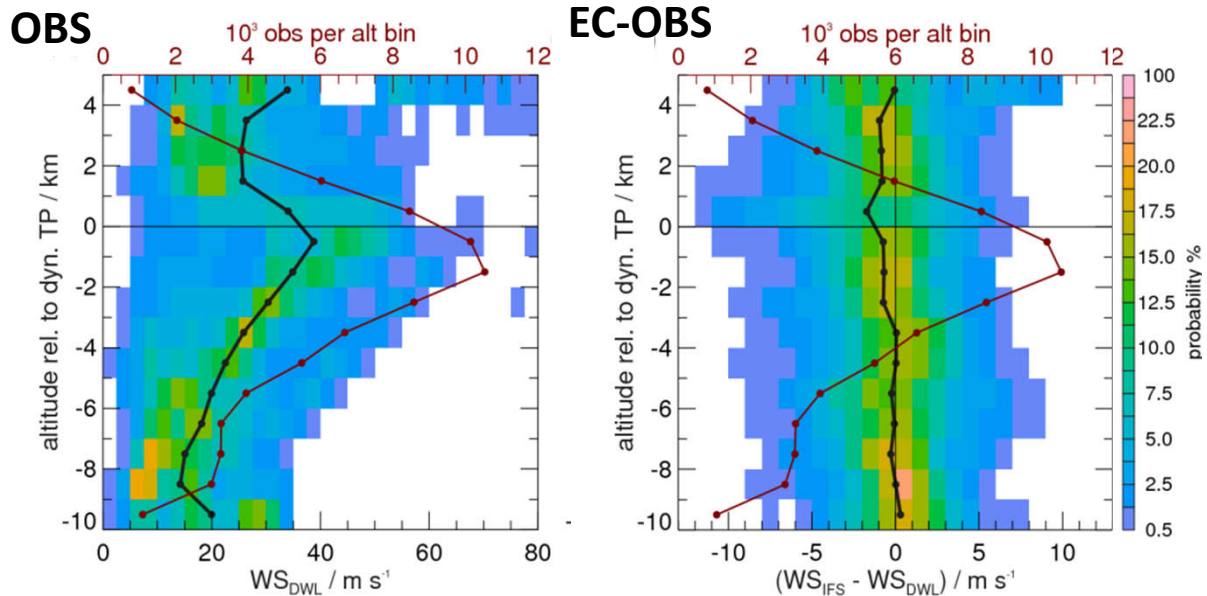 OBS
10³ obs per alt bin
0 2 4 6 8 10 12
altitude rel. to dyn. TP / km
4
2
0
-2
-4
-6
-8
-10
0 20 40 60 80
WS_DWL / m s⁻¹
EC-OBS
10³ obs per alt bin
0 2 4 6 8 10 12
altitude rel. to dyn. TP / km
4
2
0
-2
-4
-6
-8
-10
-10 -5 0 5 10
(WS_IFS - WS_DWL) / m s⁻¹
100
22.5
20.0
17.5
15.0
12.5
10.0
7.5
5.0
2.5
0.5
probability %